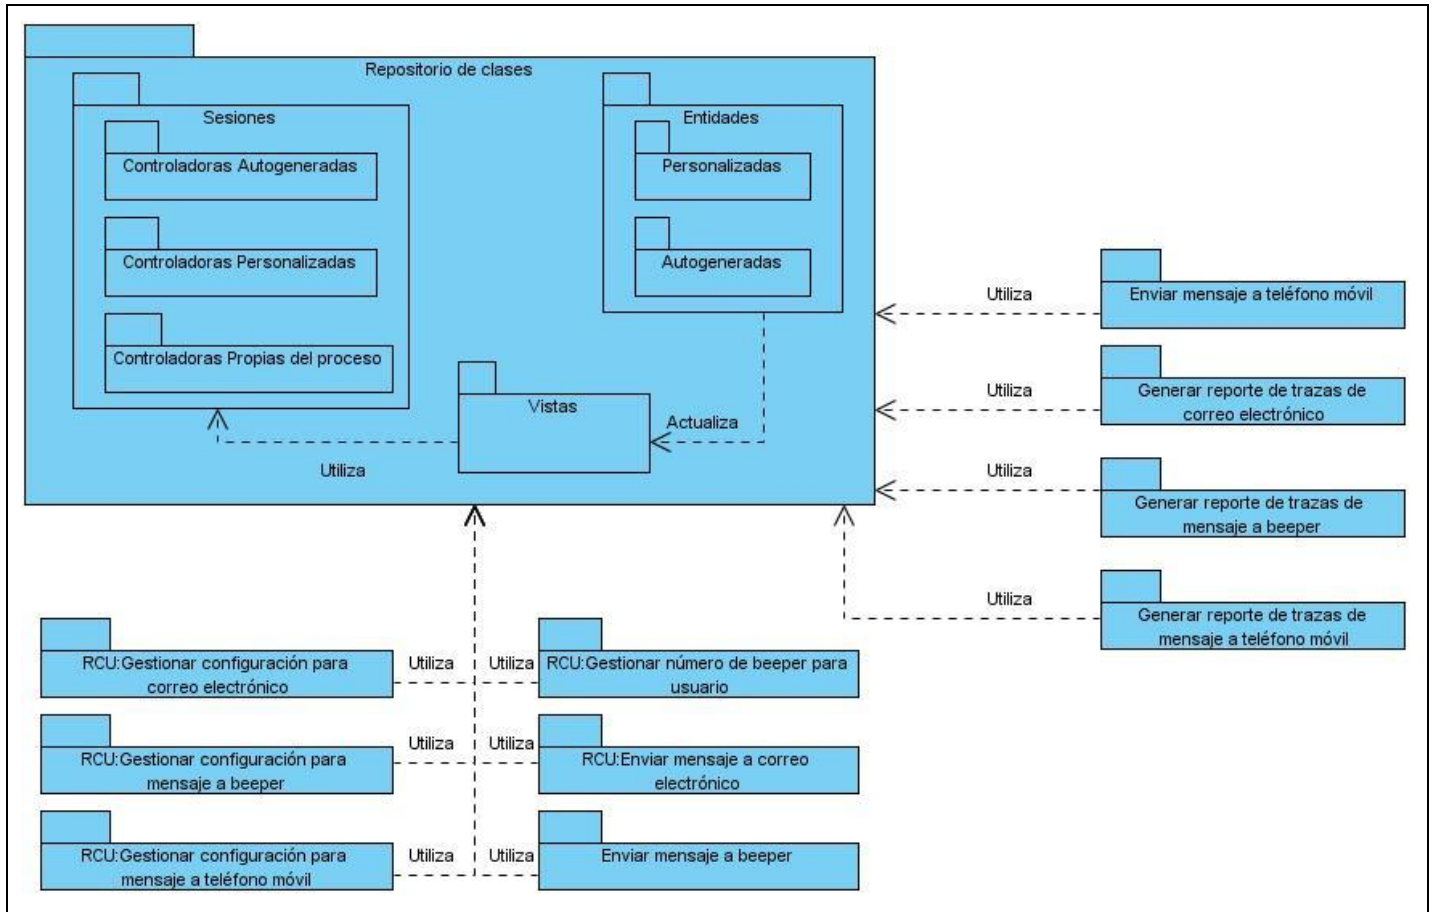 Repositorio de clases
Sesiones
Controladoras Autogeneradas
Controladoras Personalizadas
Controladoras Propias del proceso
Entidades
Personalizadas
Autogeneradas
Vistas
Actualiza
Utiliza
Utiliza
Enviar mensaje a teléfono móvil
Utiliza
Generar reporte de trazas de
correo electrónico
Utiliza
Generar reporte de trazas de
mensaje a beeper
Utiliza
Generar reporte de trazas de
mensaje a teléfono móvil
RCU:Gestionar configuración para
correo electrónico
Utiliza
Utiliza
RCU:Gestionar número de beeper para
usuario
RCU:Gestionar configuración para
mensaje a beeper
Utiliza
Utiliza
RCU:Enviar mensaje a correo
electrónico
RCU:Gestionar configuración para
mensaje a teléfono móvil
Utiliza
Utiliza
Enviar mensaje a beeper